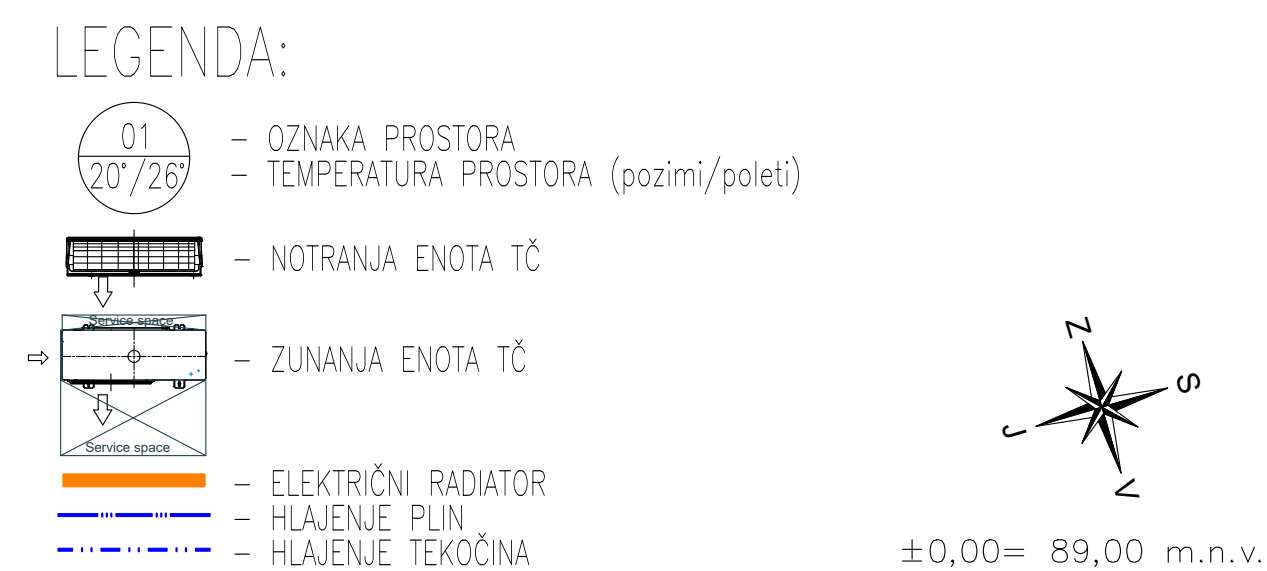 LEGENDA:
01
20°/26°
– OZNAKA PROSTORA
– TEMPERATURA PROSTORA (pozimi/poleti)
– NOTRANJA ENOTA TČ
Service space
– ZUNANJA ENOTA TČ
Service space
– ELEKTRIČNI RADIATOR
– HLAJENJE PLIN
– HLAJENJE TEKOČINA
Z
S
J
V
±0,00= 89,00 m.n.v.